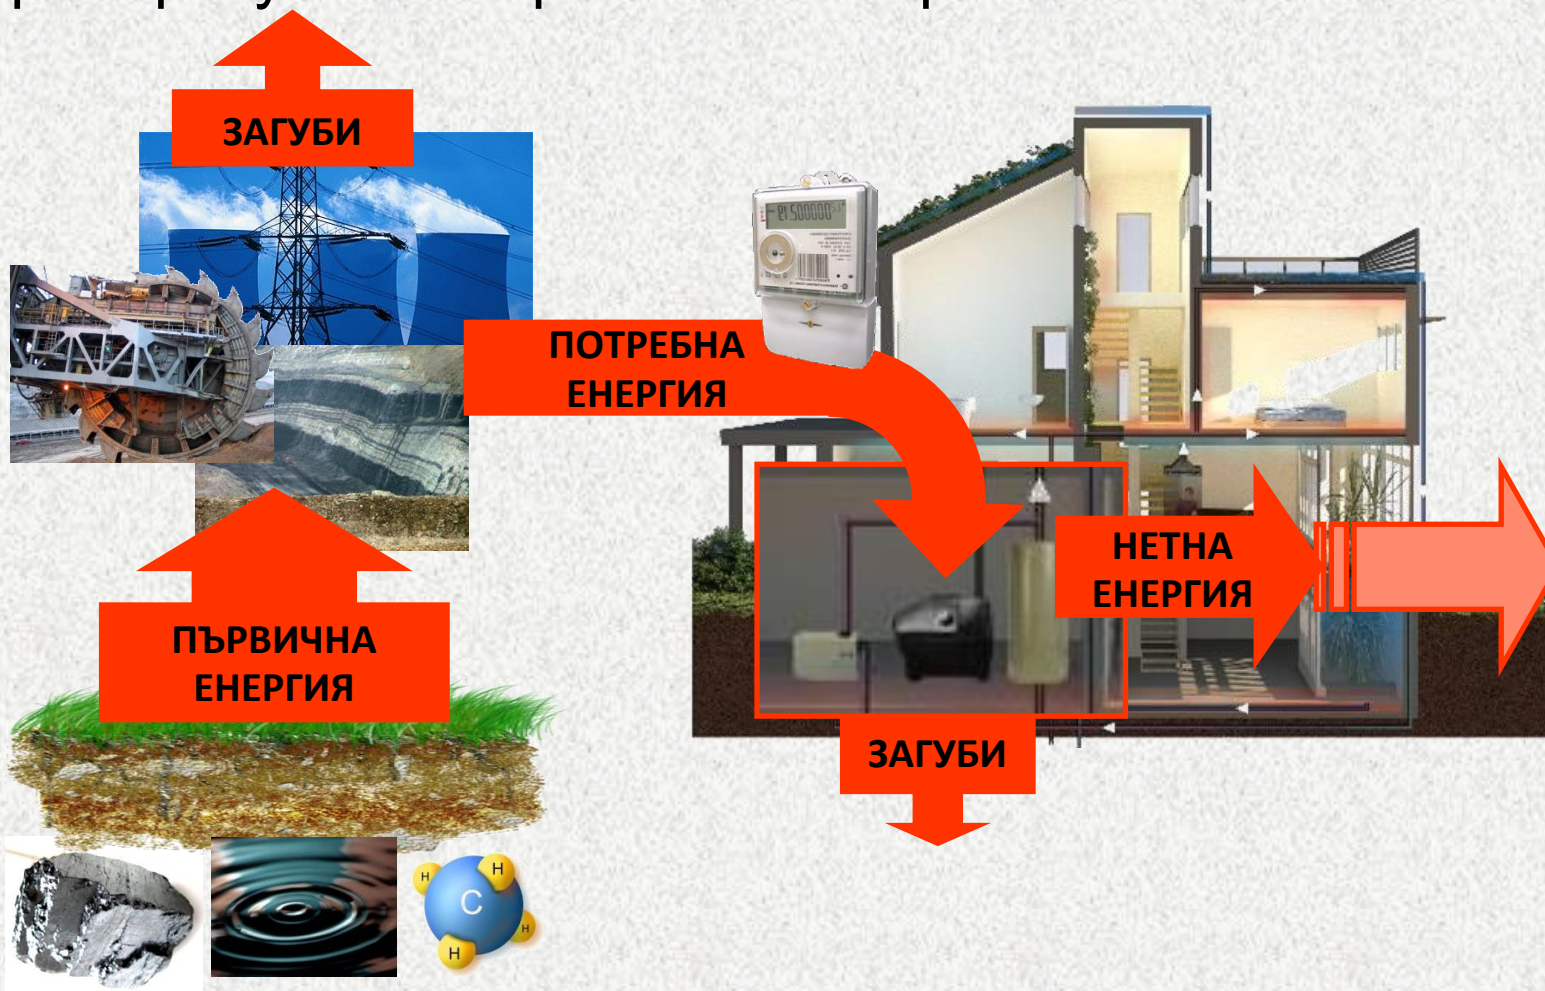 ЗАГУБИ
ПОТРЕБНА
ЕНЕРГИЯ
НЕТНА
ЕНЕРГИЯ
ПЪРВИЧНА
ЕНЕРГИЯ
ЗАГУБИ
H
H
C
H
H